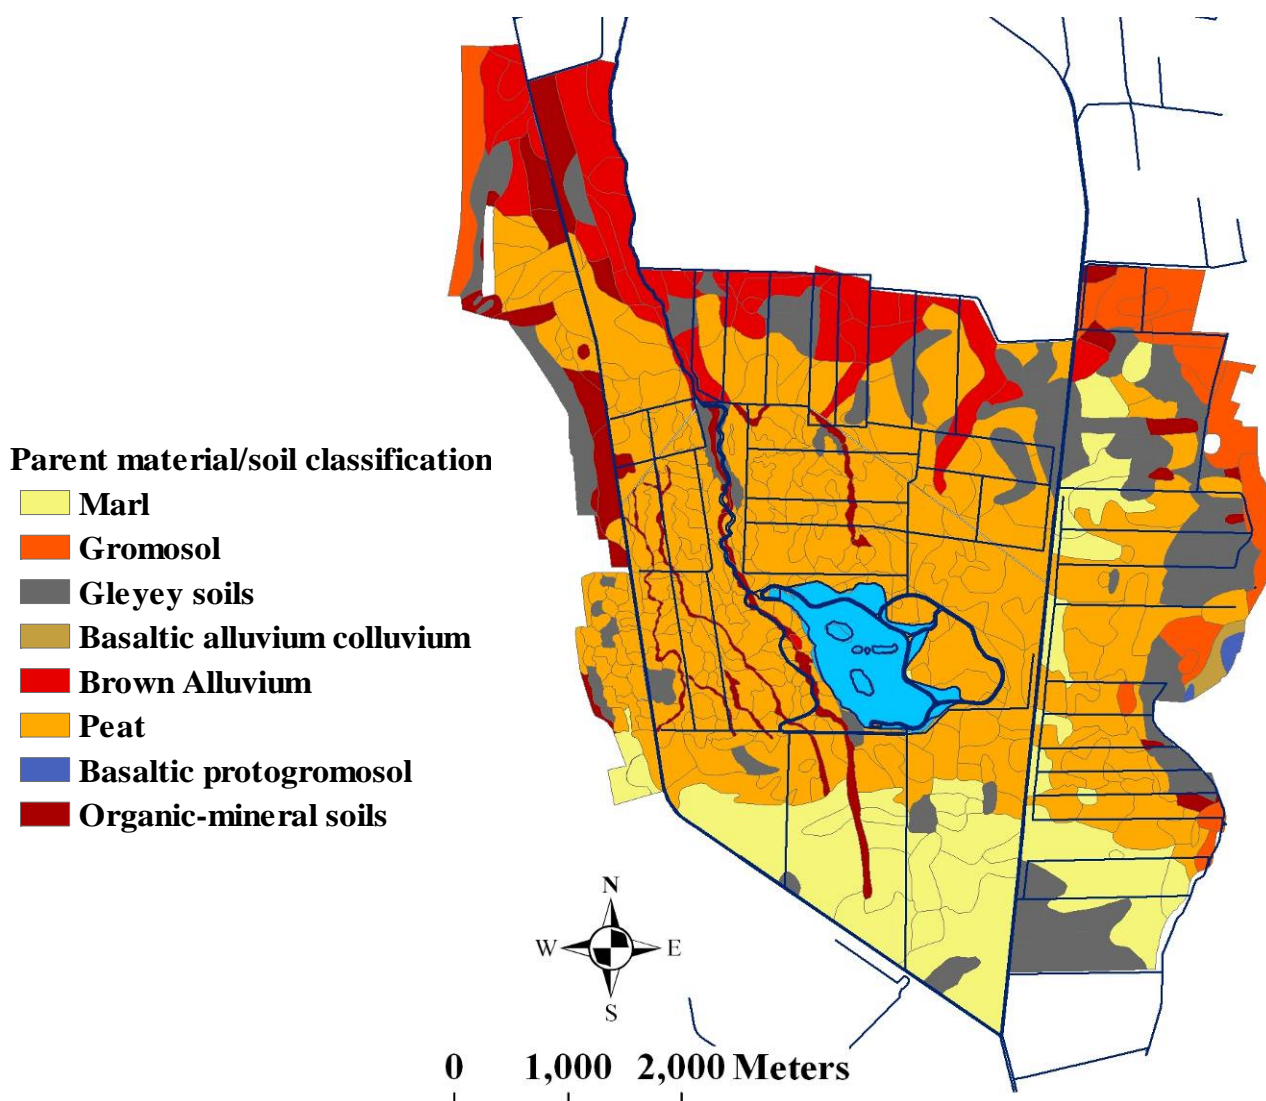 Parent material/soil classification
Marl
Gromosol
Gleyey soils
Basaltic alluvium colluvium
Brown Alluvium
Peat
Basaltic protogromosol
Organic-mineral soils
N
W E
S
0 1,000 2,000 Meters